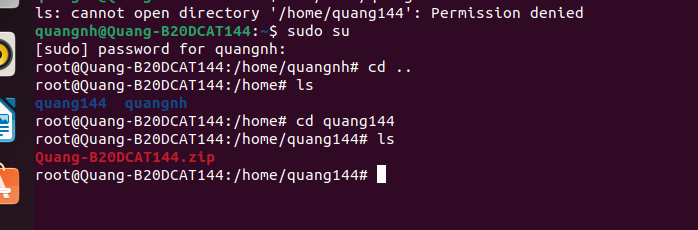 ls: cannot open directory '/home/quang144': Permission denied
quangnh@Quang-B20DCAT144:~$ sudo su
[sudo] password for quangnh:
root@Quang-B20DCAT144:/home/quangnh# cd ..
root@Quang-B20DCAT144:/home# ls
quang144  quangnh
root@Quang-B20DCAT144:/home# cd quang144
root@Quang-B20DCAT144:/home/quang144# ls
Quang-B20DCAT144.zip
root@Quang-B20DCAT144:/home/quang144#